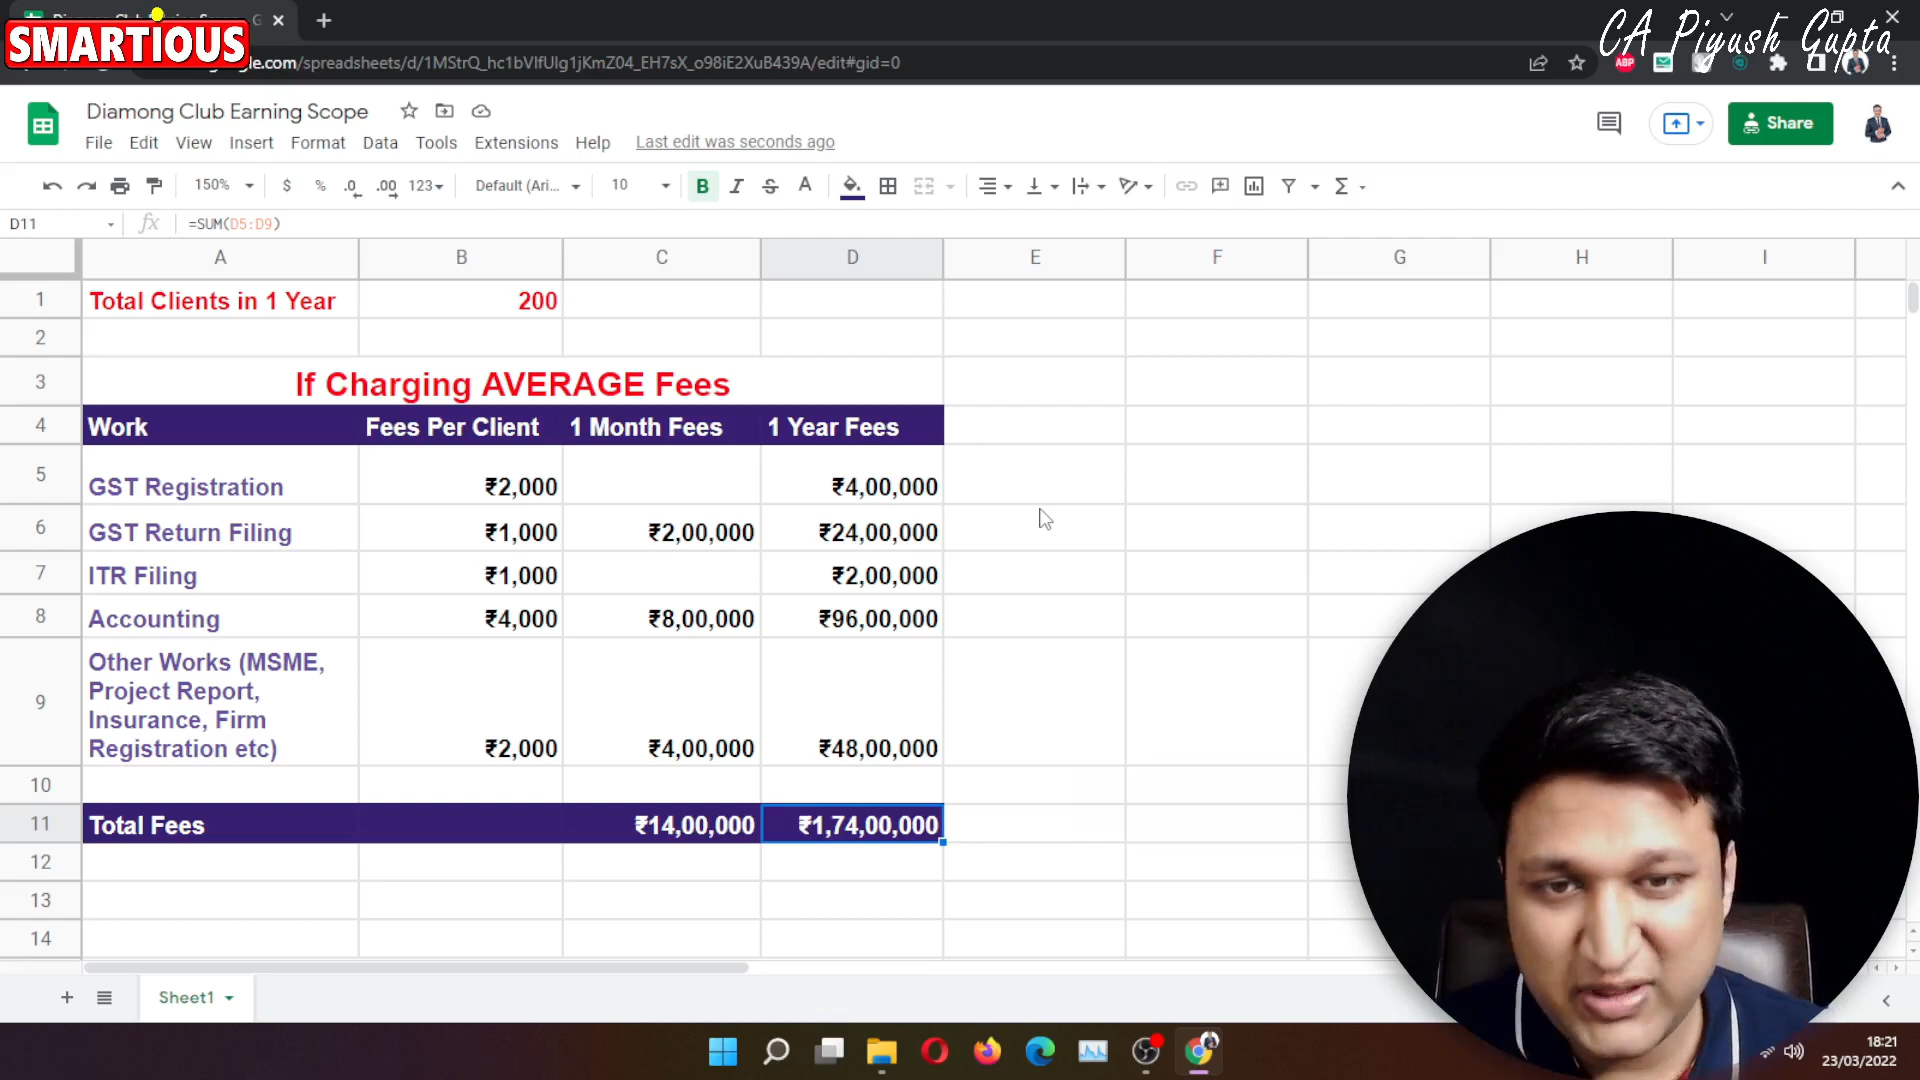 SMARTIOUS
CA Piyush Gupta
le.com/spreadsheets/d/1MStrQ_hc1bVlfUlg1jKmZ04_EH7sX_o98iE2XuB439A/edit#gid=0
ABP
Diamong Club Earning Scope
File Edit View Insert Format Data Tools Extensions Help Last edit was seconds ago
Share
150% $ % .0 .00 123 Default (Ari... 10 B I S A Σ
D11 fx =SUM(D5:D9)
A B C D E F G H I
1 Total Clients in 1 Year 200
2
3 If Charging AVERAGE Fees
4 Work Fees Per Client 1 Month Fees 1 Year Fees
5 GST Registration ₹2,000 ₹4,00,000
6 GST Return Filing ₹1,000 ₹2,00,000 ₹24,00,000
7 ITR Filing ₹1,000 ₹2,00,000
8 Accounting ₹4,000 ₹8,00,000 ₹96,00,000
Other Works (MSME,
Project Report,
9 Insurance, Firm
Registration etc) ₹2,000 ₹4,00,000 ₹48,00,000
10
11 Total Fees ₹14,00,000 ₹1,74,00,000
12
13
14
Sheet1
18:21
23/03/2022